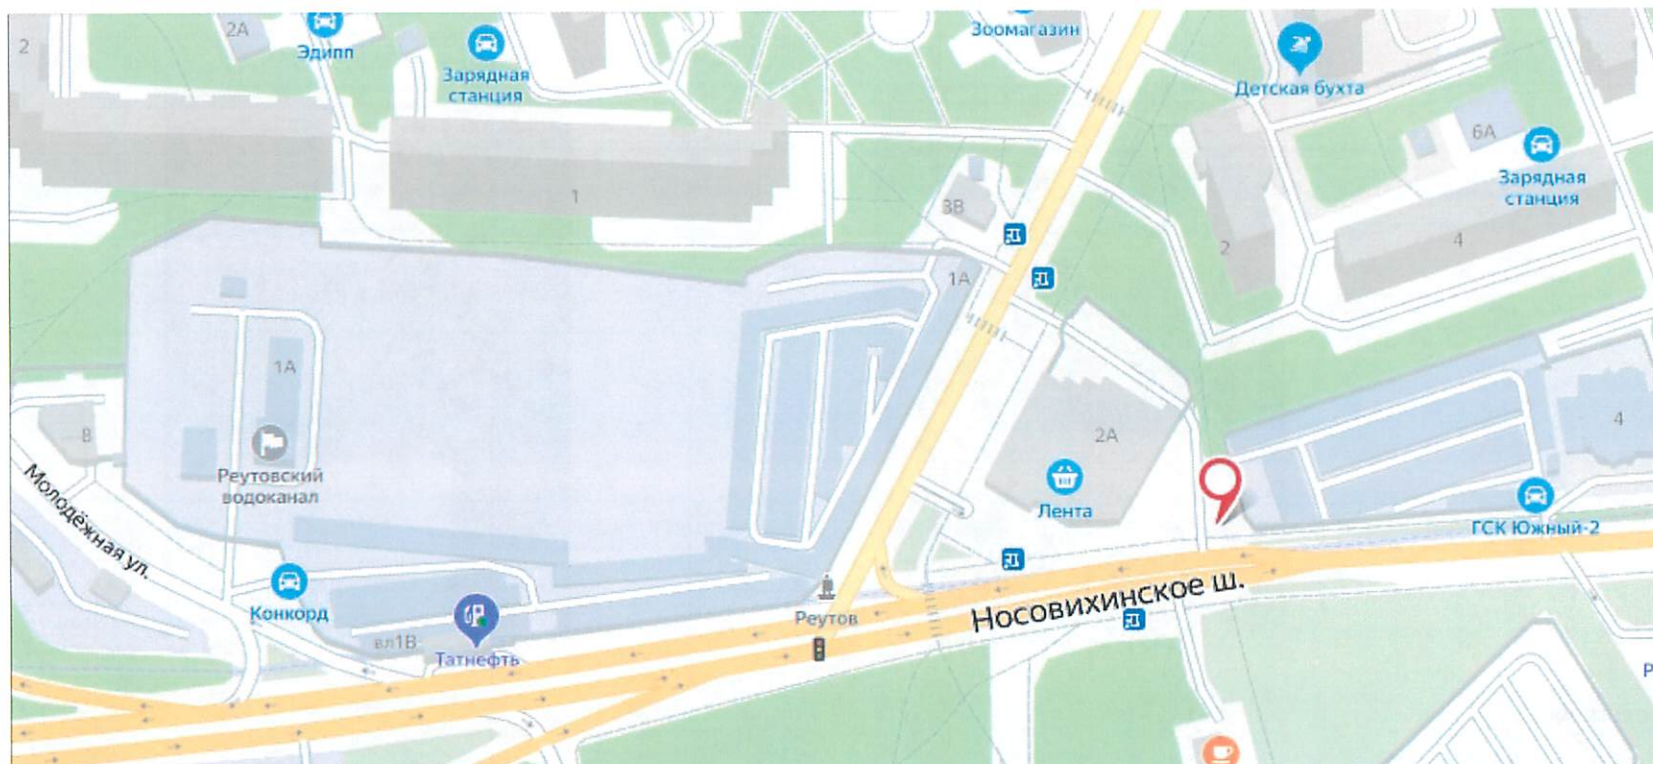 2
2А
Эдипп
Зарядная
станция
Зоомагазин
Детская бухта
6А
Зарядная
станция
1
3В
2
4
1А
1А
8
2А
4
Реутовский
водоканал
Молодёжная ул.
Лента
ГСК Южный-2
Конкорд
Реутов
Носовихинское ш.
вл1В
Татнефть
Р